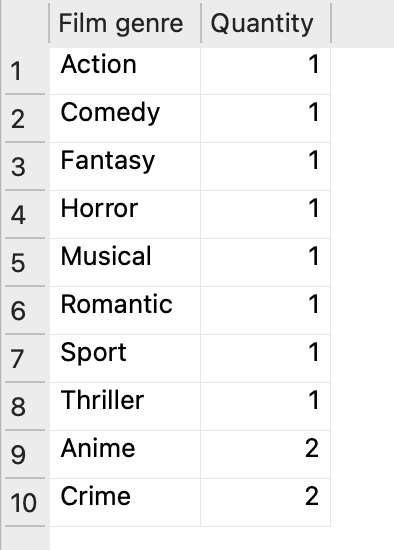 Film genre Quantity
1 Action 1
2 Comedy 1
3 Fantasy 1
4 Horror 1
5 Musical 1
6 Romantic 1
7 Sport 1
8 Thriller 1
9 Anime 2
10 Crime 2